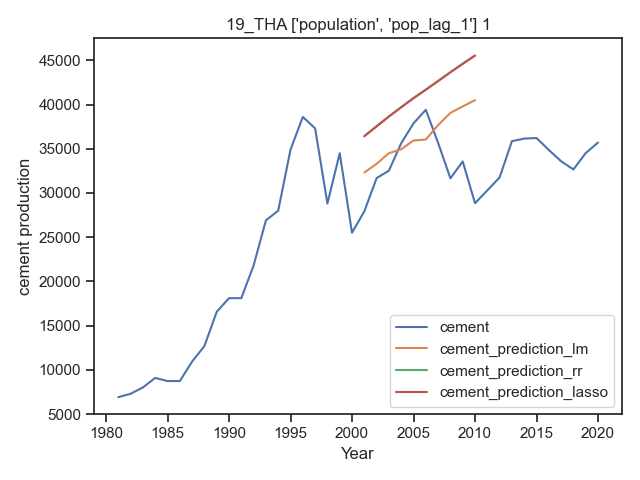 19_THA ['population', 'pop_lag_1'] 1
45000
40000
35000
30000
25000
20000
15000
10000
5000
cement production
1980
1985
1990
1995
2000
2005
2010
2015
2020
Year
cement
cement_prediction_lm
cement_prediction_rr
cement_prediction_lasso